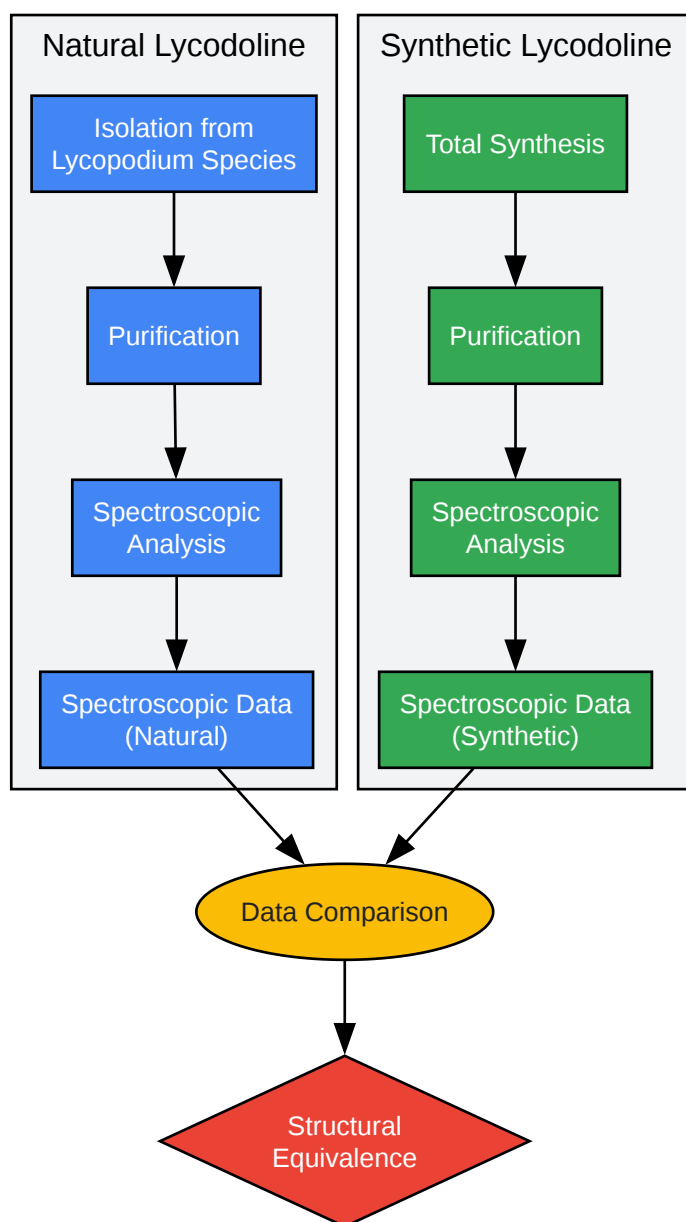 Natural Lycodoline
Isolation from
Lycopodium Species
Purification
Spectroscopic
Analysis
Spectroscopic Data
(Natural)
Synthetic Lycodoline
Total Synthesis
Purification
Spectroscopic
Analysis
Spectroscopic Data
(Synthetic)
Data Comparison
Structural
Equivalence